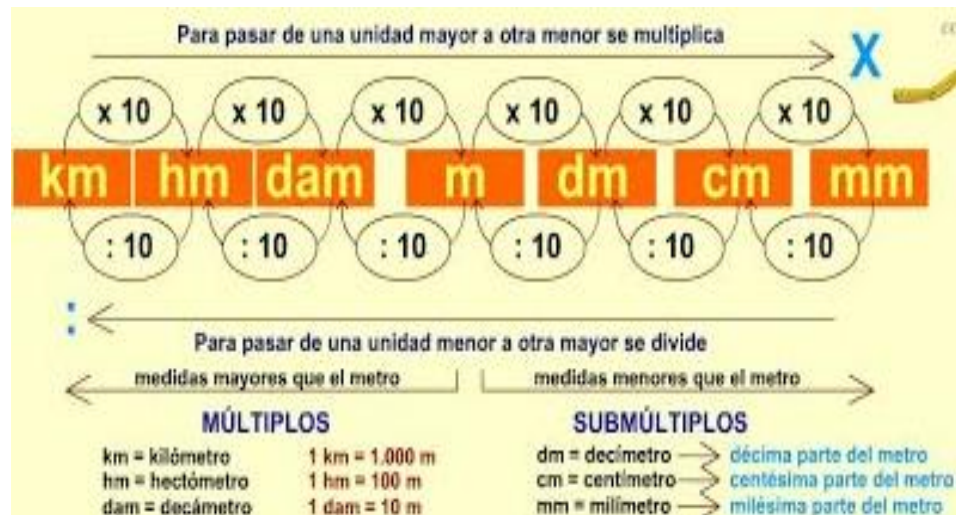 Para pasar de una unidad mayor a otra menor se multiplica
X
x 10 x 10 x 10 x 10 x 10 x 10
km hm dam m dm cm mm
: 10 : 10 : 10 : 10 : 10 : 10
:
Para pasar de una unidad menor a otra mayor se divide
medidas mayores que el metro
medidas menores que el metro
MÚLTIPLOS
km = kilómetro 1 km = 1.000 m
hm = hectómetro 1 hm = 100 m
dam = decámetro 1 dam = 10 m
SUBMÚLTIPLOS
dm = decímetro décima parte del metro
cm = centímetro centésima parte del metro
mm = milímetro milésima parte del metro